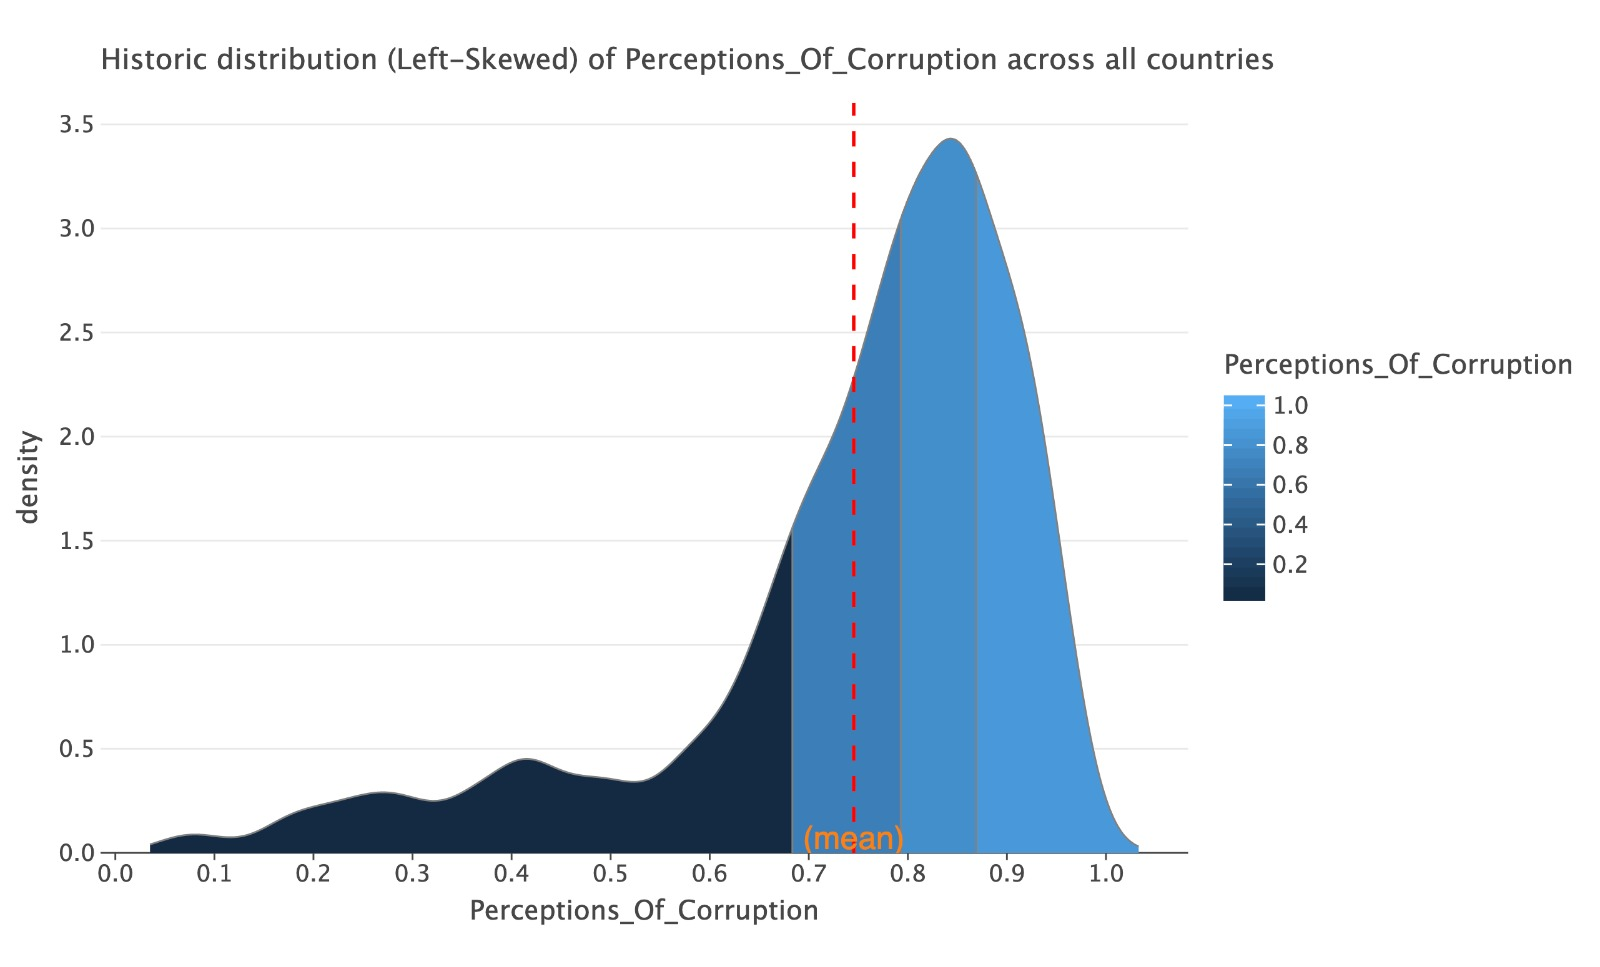 Historic distribution (Left-Skewed) of Perceptions_Of_Corruption across all countries
3.5
3.0
2.5
2.0
1.5
1.0
0.5
0.0
density
(mean)
0.0 0.1 0.2 0.3 0.4 0.5 0.6 0.7 0.8 0.9 1.0
Perceptions_Of_Corruption
Perceptions_Of_Corruption
1.0
0.8
0.6
0.4
0.2